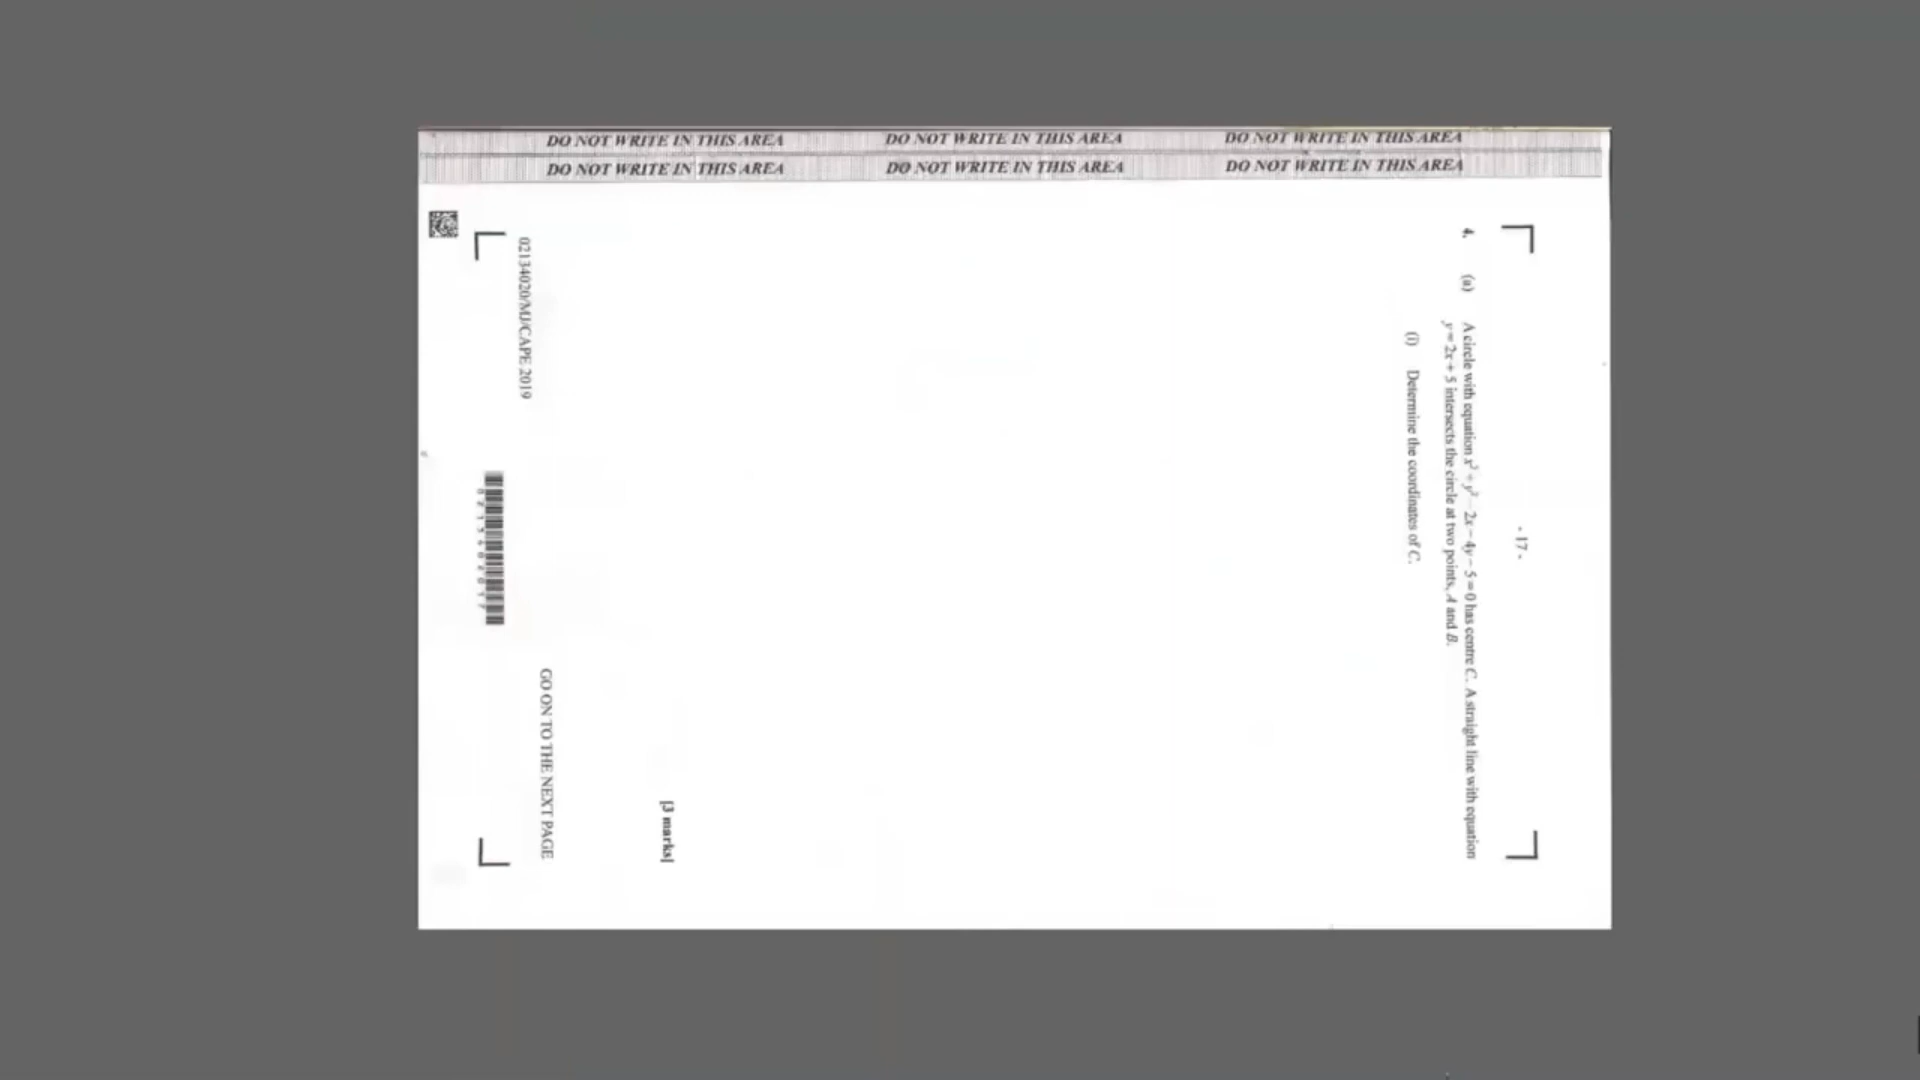 DO NOT WRITE IN THIS AREA DO NOT WRITE IN THIS AREA DO NOT WRITE IN THIS AREA
DO NOT WRITE IN THIS AREA DO NOT WRITE IN THIS AREA DO NOT WRITE IN THIS AREA
- 17 -
4. (a) A circle with equation x² + y² – 2x – 4y – 5 = 0 has centre C. A straight line with equation
y = 2x + 5 intersects the circle at two points, A and B.
(i) Determine the coordinates of C.
[3 marks]
GO ON TO THE NEXT PAGE
02134020/MJ/CAPE 2019